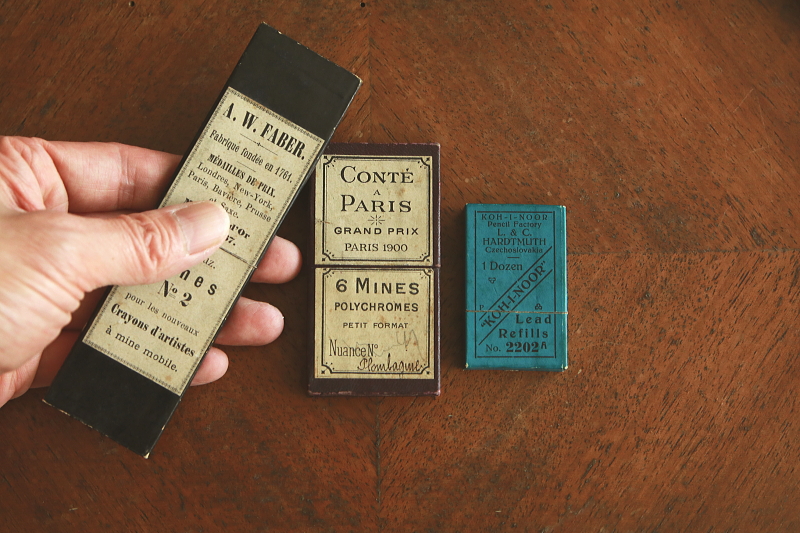 A. W. FABER.
Fabrique fondée en 1761.
MÉDAILLES DE PRIX.
Londres, New-York,
Paris, Bavière, Prusse
N° 2
pour les nouveaux
Crayons d'artistes
à mine mobile.
CONTÉ
A
PARIS
GRAND PRIX
PARIS 1900
6 MINES
POLYCHROMES
PETIT FORMAT
Nuance N°
Plombagine
KOH-I-NOOR
Pencil Factory
L. & C.
HARDTMUTH
Czechoslovakia
1 Dozen
"KOH-I-NOOR"
Lead
Refills
No. 2202